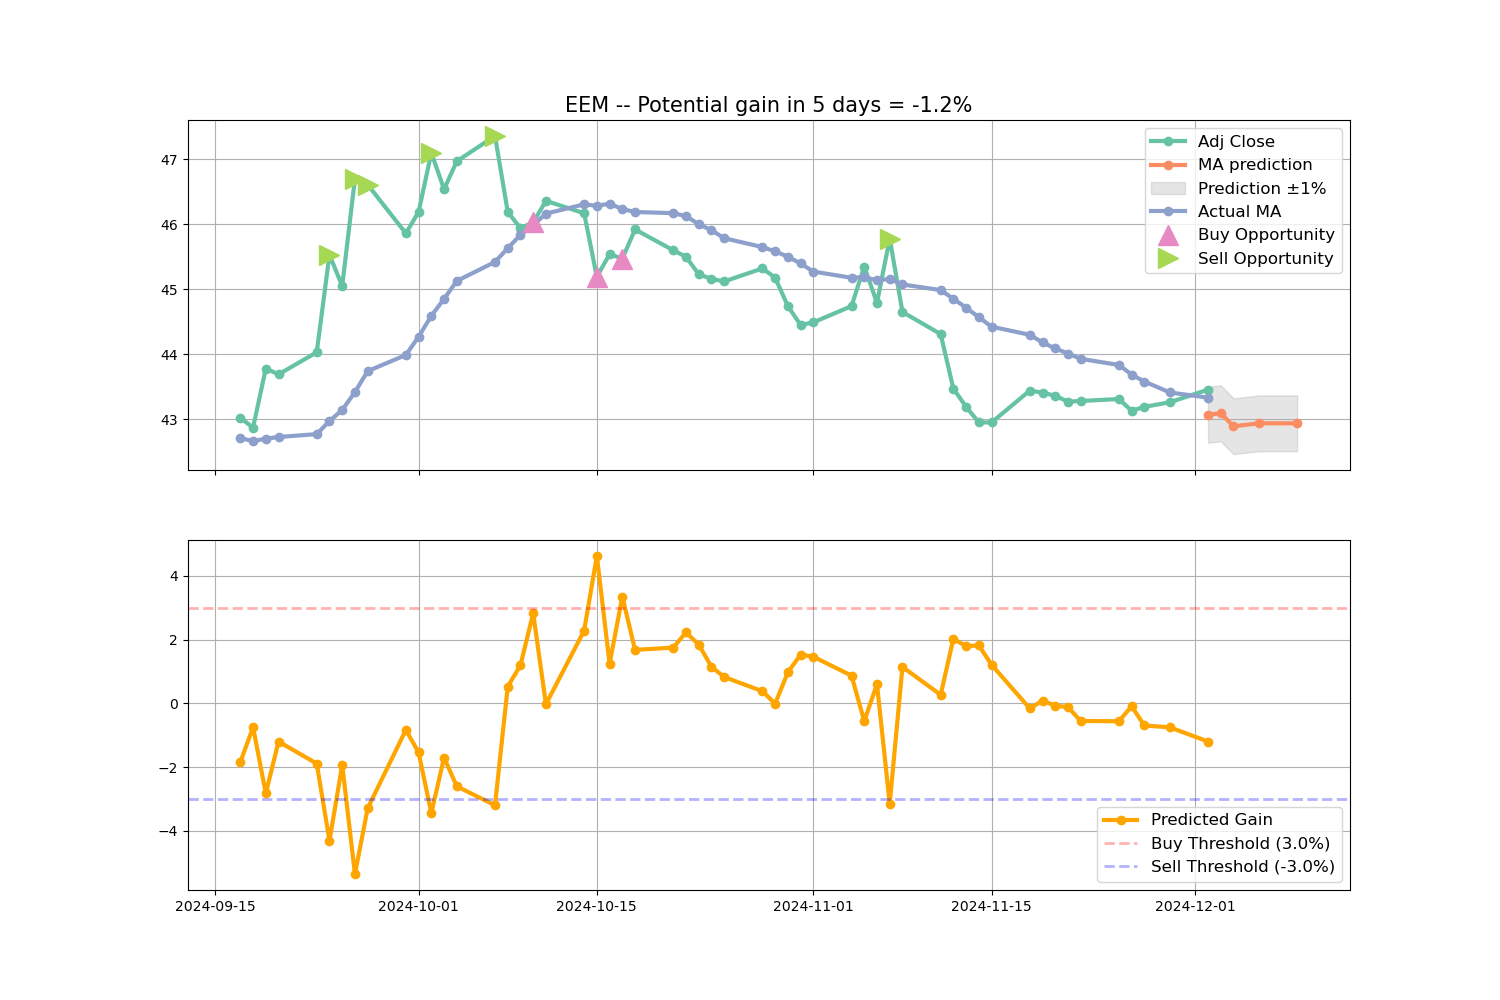 EEM -- Potential gain in 5 days = -1.2%
47
46
45
44
43
Adj Close
MA prediction
Prediction ±1%
Actual MA
Buy Opportunity
Sell Opportunity
4
2
0
−2
−4
Predicted Gain
Buy Threshold (3.0%)
Sell Threshold (-3.0%)
2024-09-15
2024-10-01
2024-10-15
2024-11-01
2024-11-15
2024-12-01